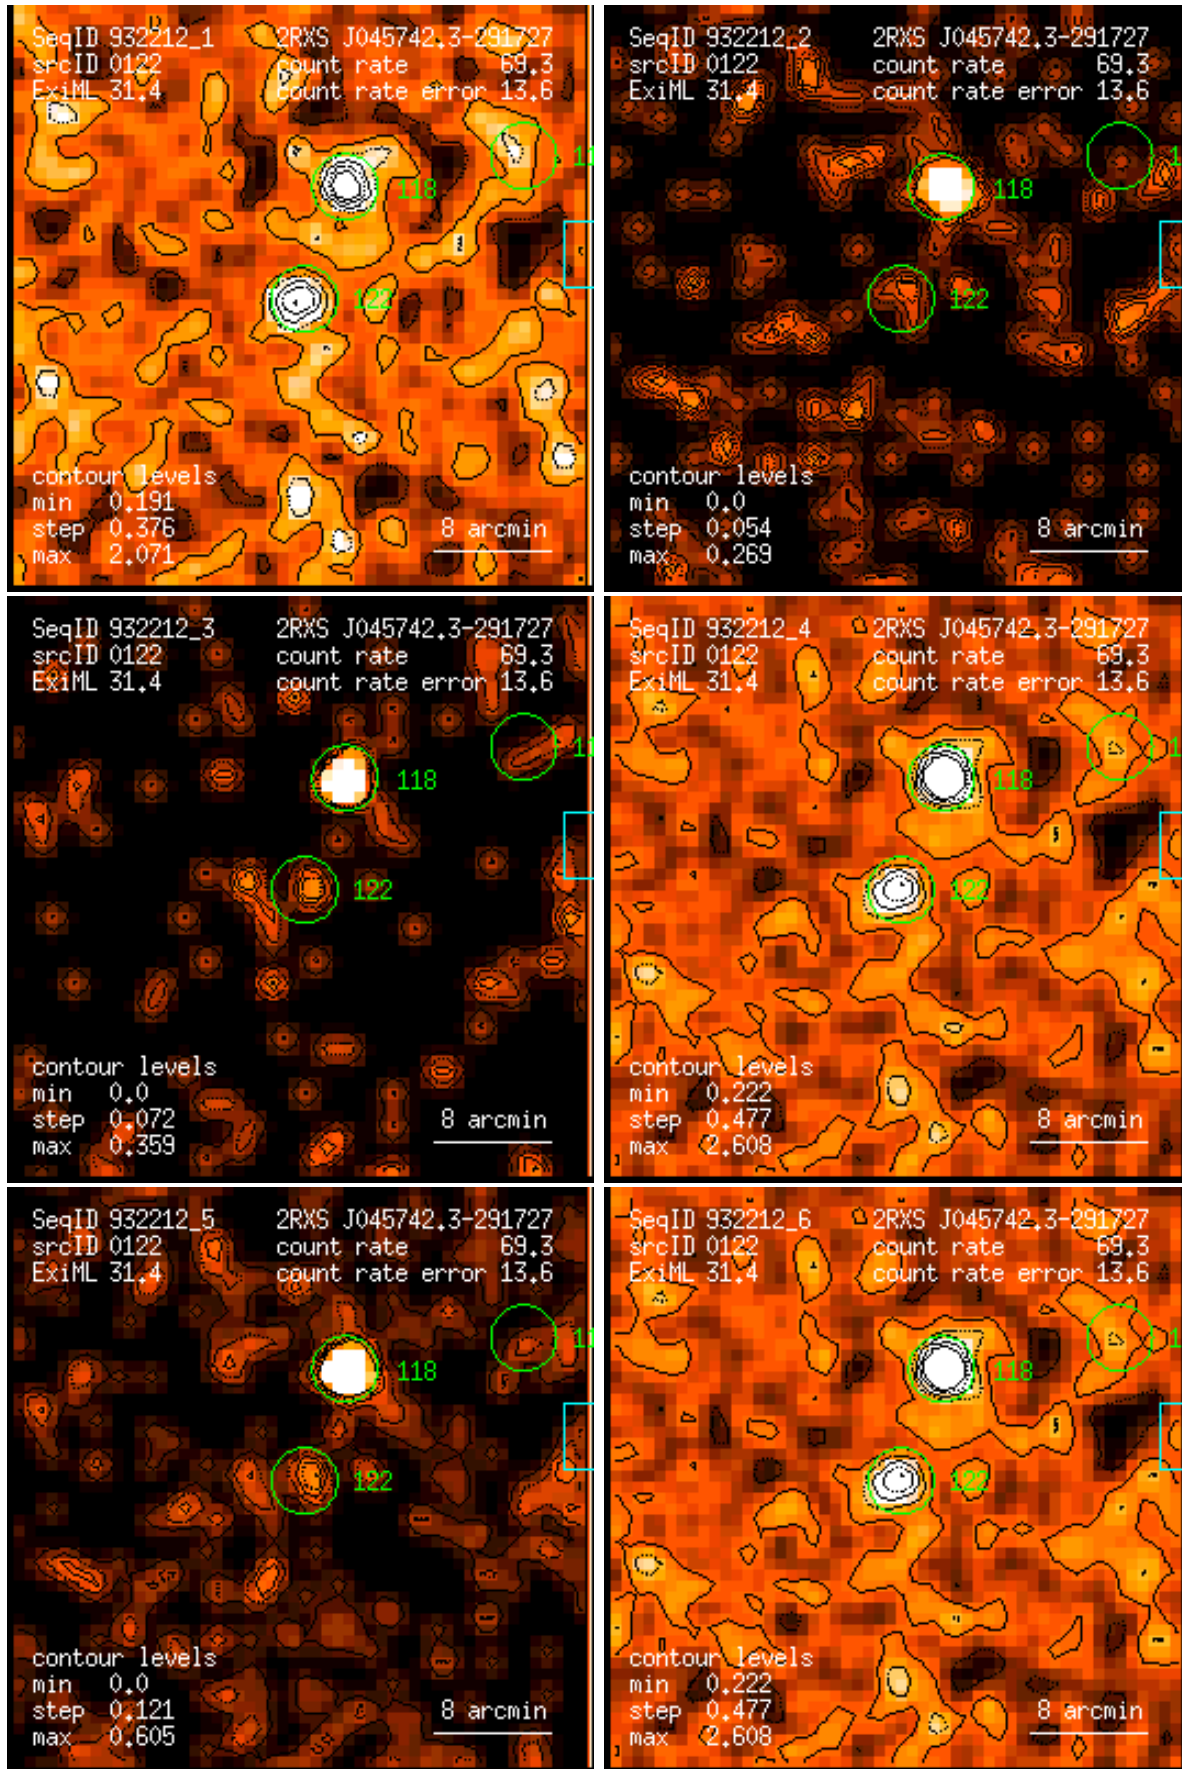 SeqID 932212_1 2RXS J045742.3-291727
srcID 0122 count rate 69.3
ExiML 31.4 count rate error 13.6
118
122
contour levels
min 0.191
step 0.376
max 2.071
8 arcmin
SeqID 932212_2 2RXS J045742.3-291727
srcID 0122 count rate 69.3
ExiML 31.4 count rate error 13.6
118
122
contour levels
min 0.0
step 0.054
max 0.269
8 arcmin
SeqID 932212_3 2RXS J045742.3-291727
srcID 0122 count rate 69.3
ExiML 31.4 count rate error 13.6
118
122
contour levels
min 0.0
step 0.072
max 0.359
8 arcmin
SeqID 932212_4 2RXS J045742.3-291727
srcID 0122 count rate 69.3
ExiML 31.4 count rate error 13.6
118
122
contour levels
min 0.222
step 0.477
max 2.608
8 arcmin
SeqID 932212_5 2RXS J045742.3-291727
srcID 0122 count rate 69.3
ExiML 31.4 count rate error 13.6
118
122
contour levels
min 0.0
step 0.121
max 0.605
8 arcmin
SeqID 932212_6 2RXS J045742.3-291727
srcID 0122 count rate 69.3
ExiML 31.4 count rate error 13.6
118
122
contour levels
min 0.222
step 0.477
max 2.608
8 arcmin